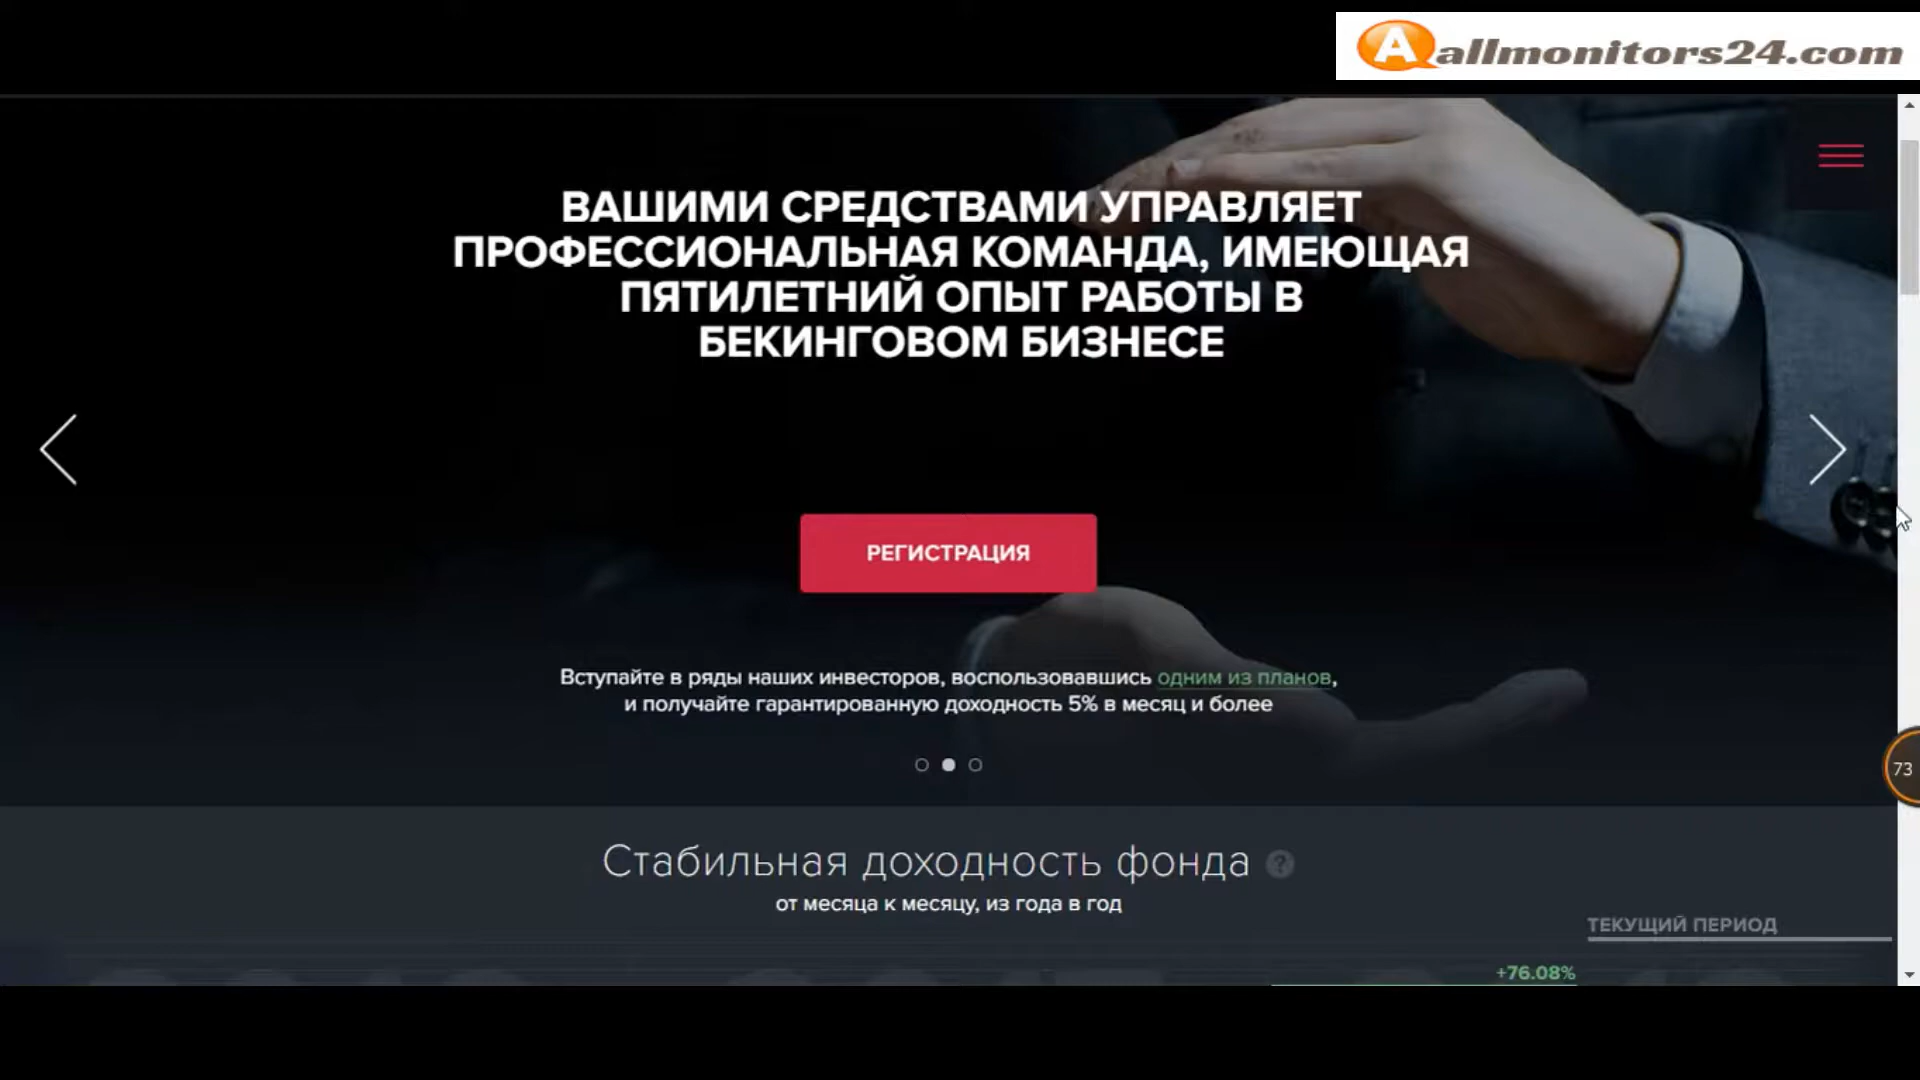 allmonitors24.com
ВАШИМИ СРЕДСТВАМИ УПРАВЛЯЕТ
ПРОФЕССИОНАЛЬНАЯ КОМАНДА, ИМЕЮЩАЯ
ПЯТИЛЕТНИЙ ОПЫТ РАБОТЫ В
БЕКИНГОВОМ БИЗНЕСЕ
РЕГИСТРАЦИЯ
Вступайте в ряды наших инвесторов, воспользовавшись одним из планов,
и получайте гарантированную доходность 5% в месяц и более
73
Стабильная доходность фонда ?
от месяца к месяцу, из года в год
ТЕКУЩИЙ ПЕРИОД
+76.08%